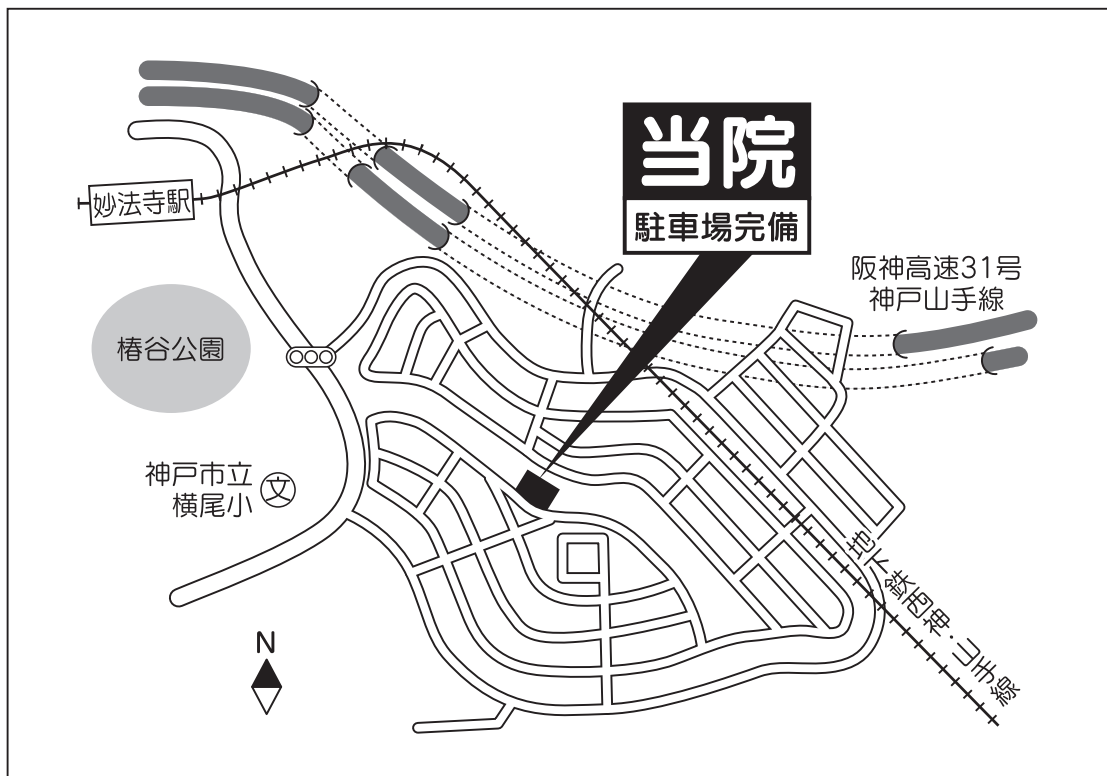 当院
駐車場完備
妙法寺駅
阪神高速31号
神戸山手線
椿谷公園
神戸市立
横尾小
文
地下鉄西神・山手線
N